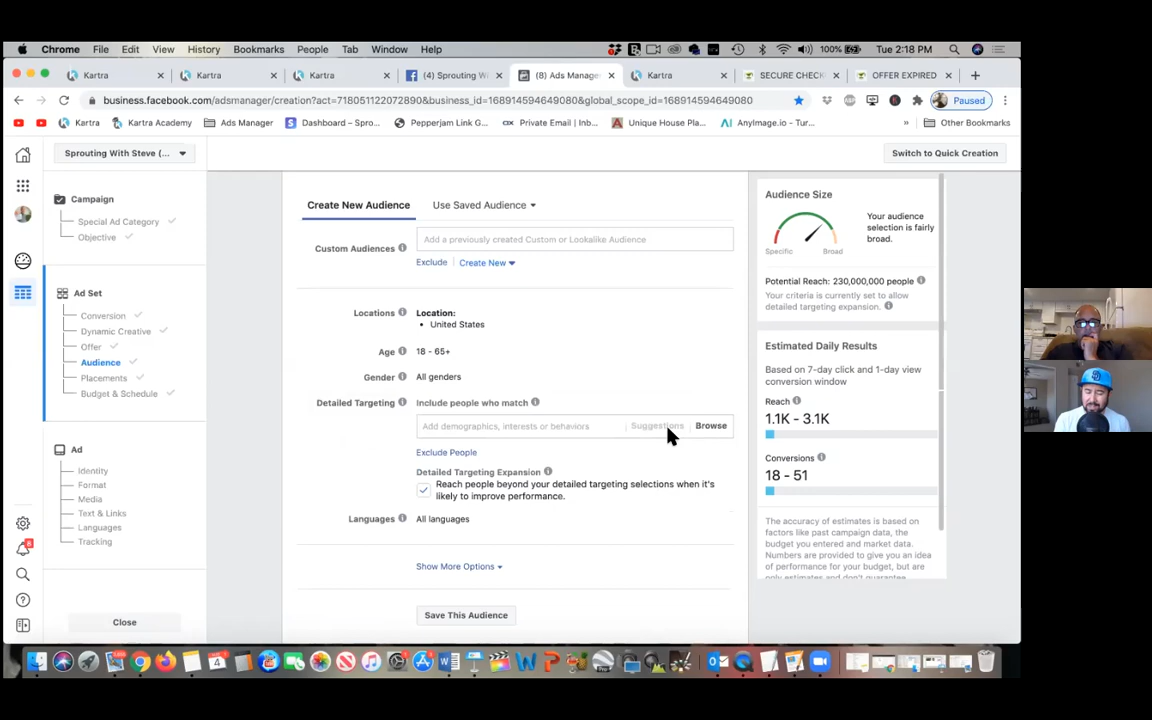 Chrome File Edit View History Bookmarks People Tab Window Help 100% Tue 2:18 PM
Kartra Kartra Kartra (4) Sprouting Wi (8) Ads Manage Kartra SECURE CHECK OFFER EXPIRED
business.facebook.com/adsmanager/creation?act=718051122072890&business_id=168914594649080&global_scope_id=168914594649080 Paused
Kartra Kartra Academy Ads Manager Dashboard – Spro... Pepperjam Link G... Private Email | Inb... Unique House Pla... AnyImage.io - Tur... » Other Bookmarks
Sprouting With Steve (... Switch to Quick Creation
Campaign
Special Ad Category
Objective
Ad Set
Conversion
Dynamic Creative
Offer
Audience
Placements
Budget & Schedule
Ad
Identity
Format
Media
Text & Links
Languages
Tracking
Close
8
Create New Audience Use Saved Audience
Custom Audiences Add a previously created Custom or Lookalike Audience
Exclude Create New
Locations Location:
• United States
Age 18 - 65+
Gender All genders
Detailed Targeting Include people who match
Add demographics, interests or behaviors Suggestions Browse
Exclude People
Detailed Targeting Expansion
Reach people beyond your detailed targeting selections when it's
likely to improve performance.
Languages All languages
Show More Options
Save This Audience
Audience Size
Specific Broad
Your audience
selection is fairly
broad.
Potential Reach: 230,000,000 people
Your criteria is currently set to allow
detailed targeting expansion.
Estimated Daily Results
Based on 7-day click and 1-day view
conversion window
Reach
1.1K - 3.1K
Conversions
18 - 51
The accuracy of estimates is based on
factors like past campaign data, the
budget you entered and market data.
Numbers are provided to give you an idea
of performance for your budget, but are
only estimates and don't guarantee
4